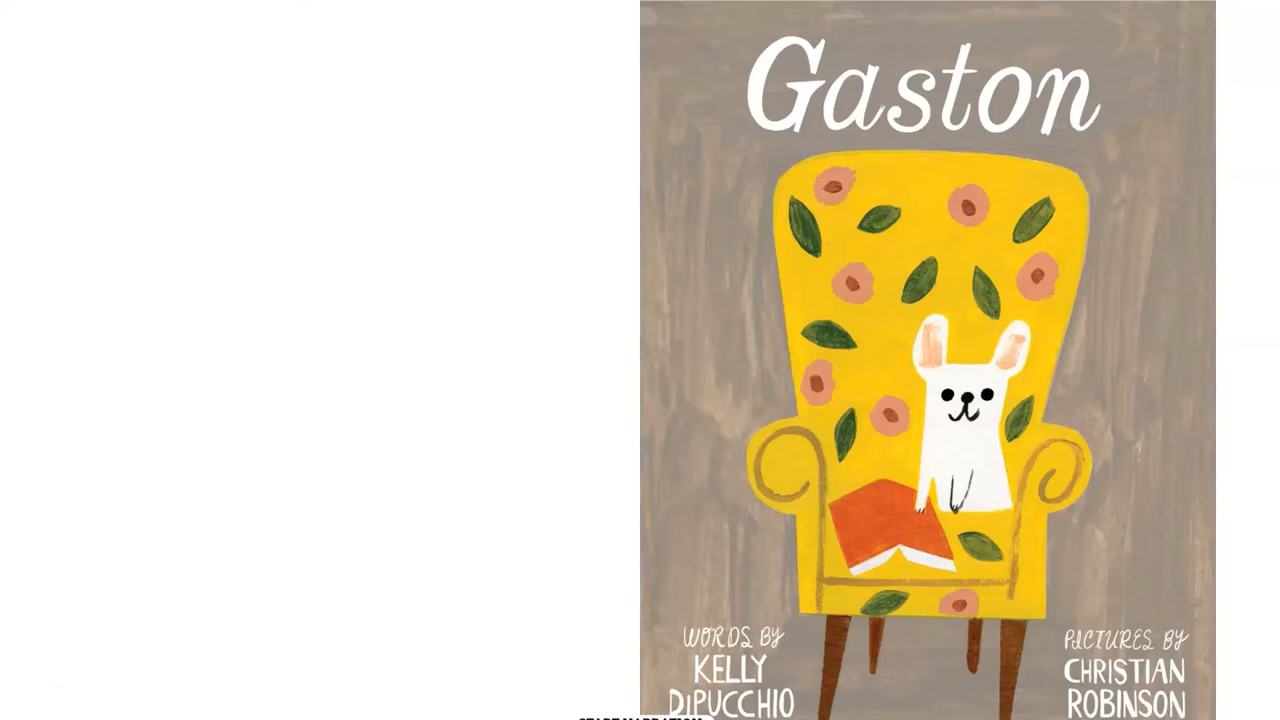 Gaston
WORDS BY
KELLY
DiPUCCHIO
PICTURES BY
CHRISTIAN
ROBINSON